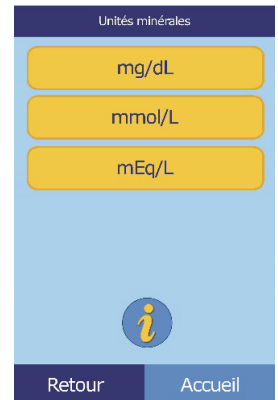 Unités minérales
mg/dL
mmol/L
mEq/L
i
Retour Accueil